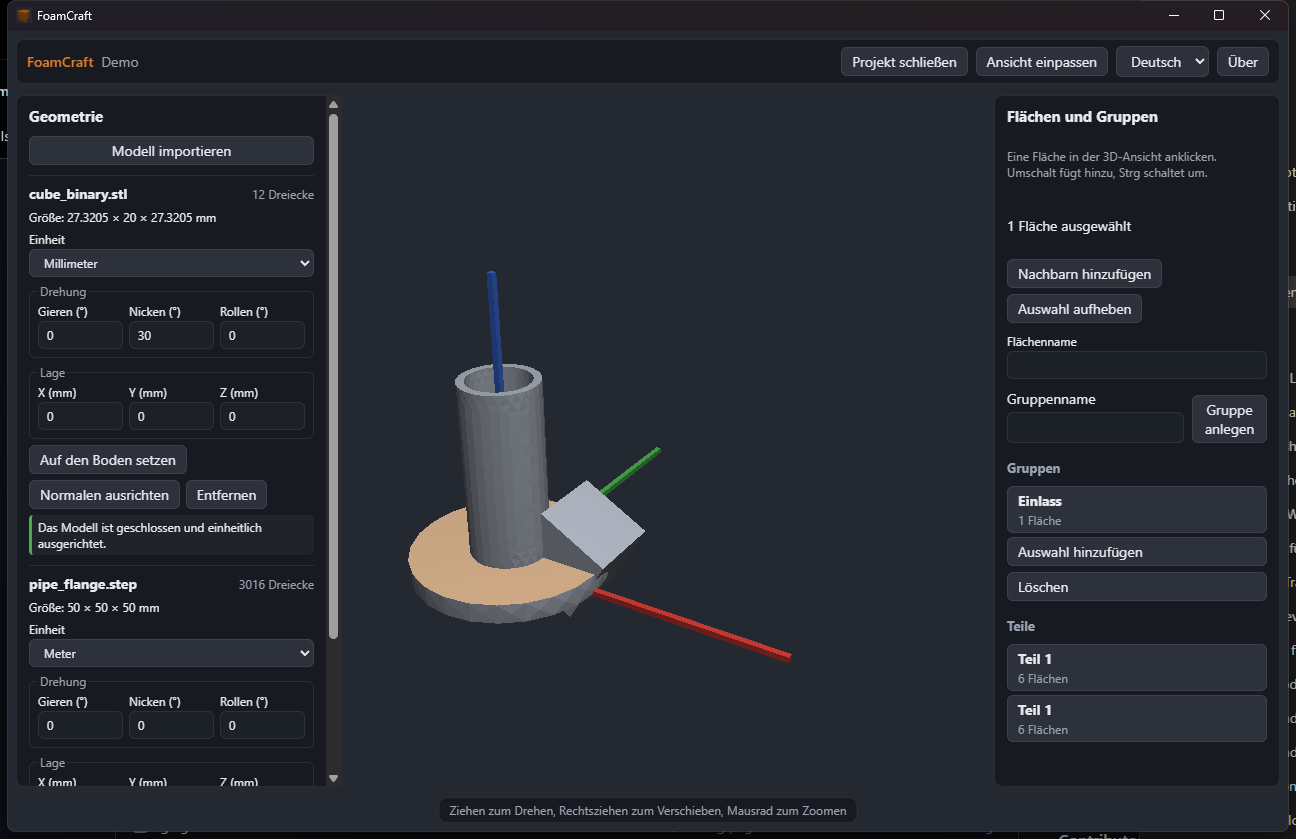 FoamCraft
FoamCraft Demo
Projekt schließen
Ansicht einpassen
Deutsch
Über
Geometrie
Modell importieren
cube_binary.stl
12 Dreiecke
Größe: 27.3205 × 20 × 27.3205 mm
Einheit
Millimeter
Drehung
Gieren (°) Nicken (°) Rollen (°)
0 30 0
Lage
X (mm) Y (mm) Z (mm)
0 0 0
Auf den Boden setzen
Normalen ausrichten
Entfernen
Das Modell ist geschlossen und einheitlich
ausgerichtet.
pipe_flange.step
3016 Dreiecke
Größe: 50 × 50 × 50 mm
Einheit
Meter
Drehung
Gieren (°) Nicken (°) Rollen (°)
0 0 0
Lage
X (mm) Y (mm) Z (mm)
Ziehen zum Drehen, Rechtsziehen zum Verschieben, Mausrad zum Zoomen
Flächen und Gruppen
Eine Fläche in der 3D-Ansicht anklicken.
Umschalt fügt hinzu, Strg schaltet um.
1 Fläche ausgewählt
Nachbarn hinzufügen
Auswahl aufheben
Flächenname
Gruppenname
Gruppe
anlegen
Gruppen
Einlass
1 Fläche
Auswahl hinzufügen
Löschen
Teile
Teil 1
6 Flächen
Teil 1
6 Flächen